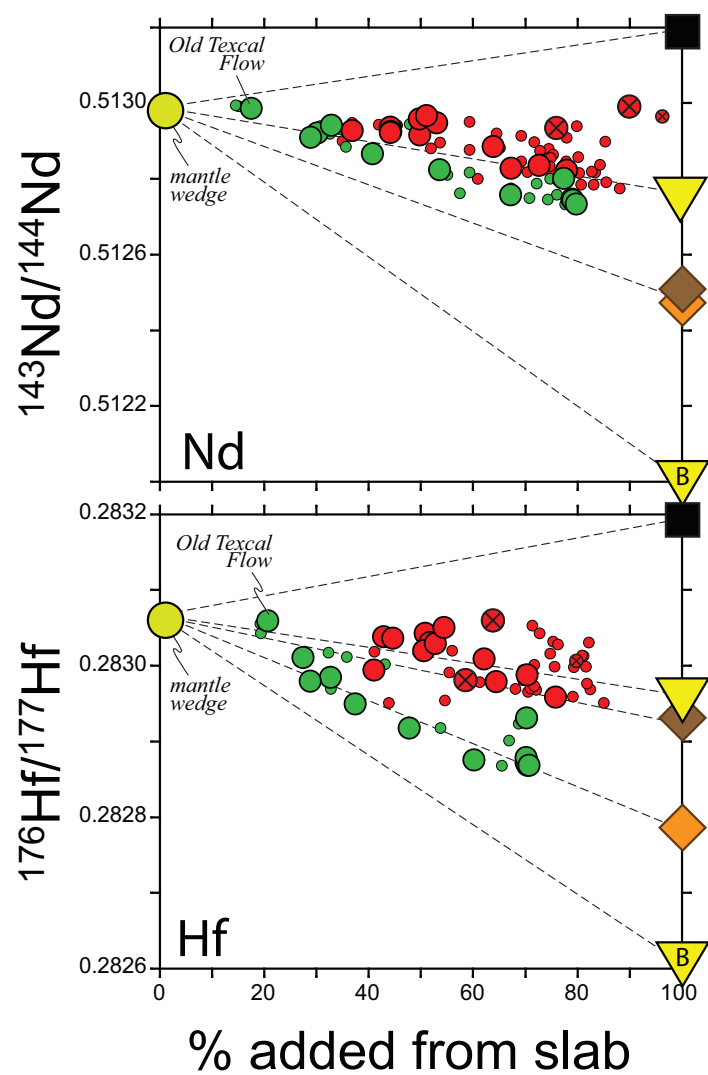 Old Texcal
Flow
0.5130
mantle
wedge
0.5126
0.5122
143Nd/144Nd
Nd
B
0.2832
Old Texcal
Flow
0.2830
mantle
wedge
0.2828
176Hf/177Hf
Hf
B
0.2826
0 20 40 60 80 100
% added from slab